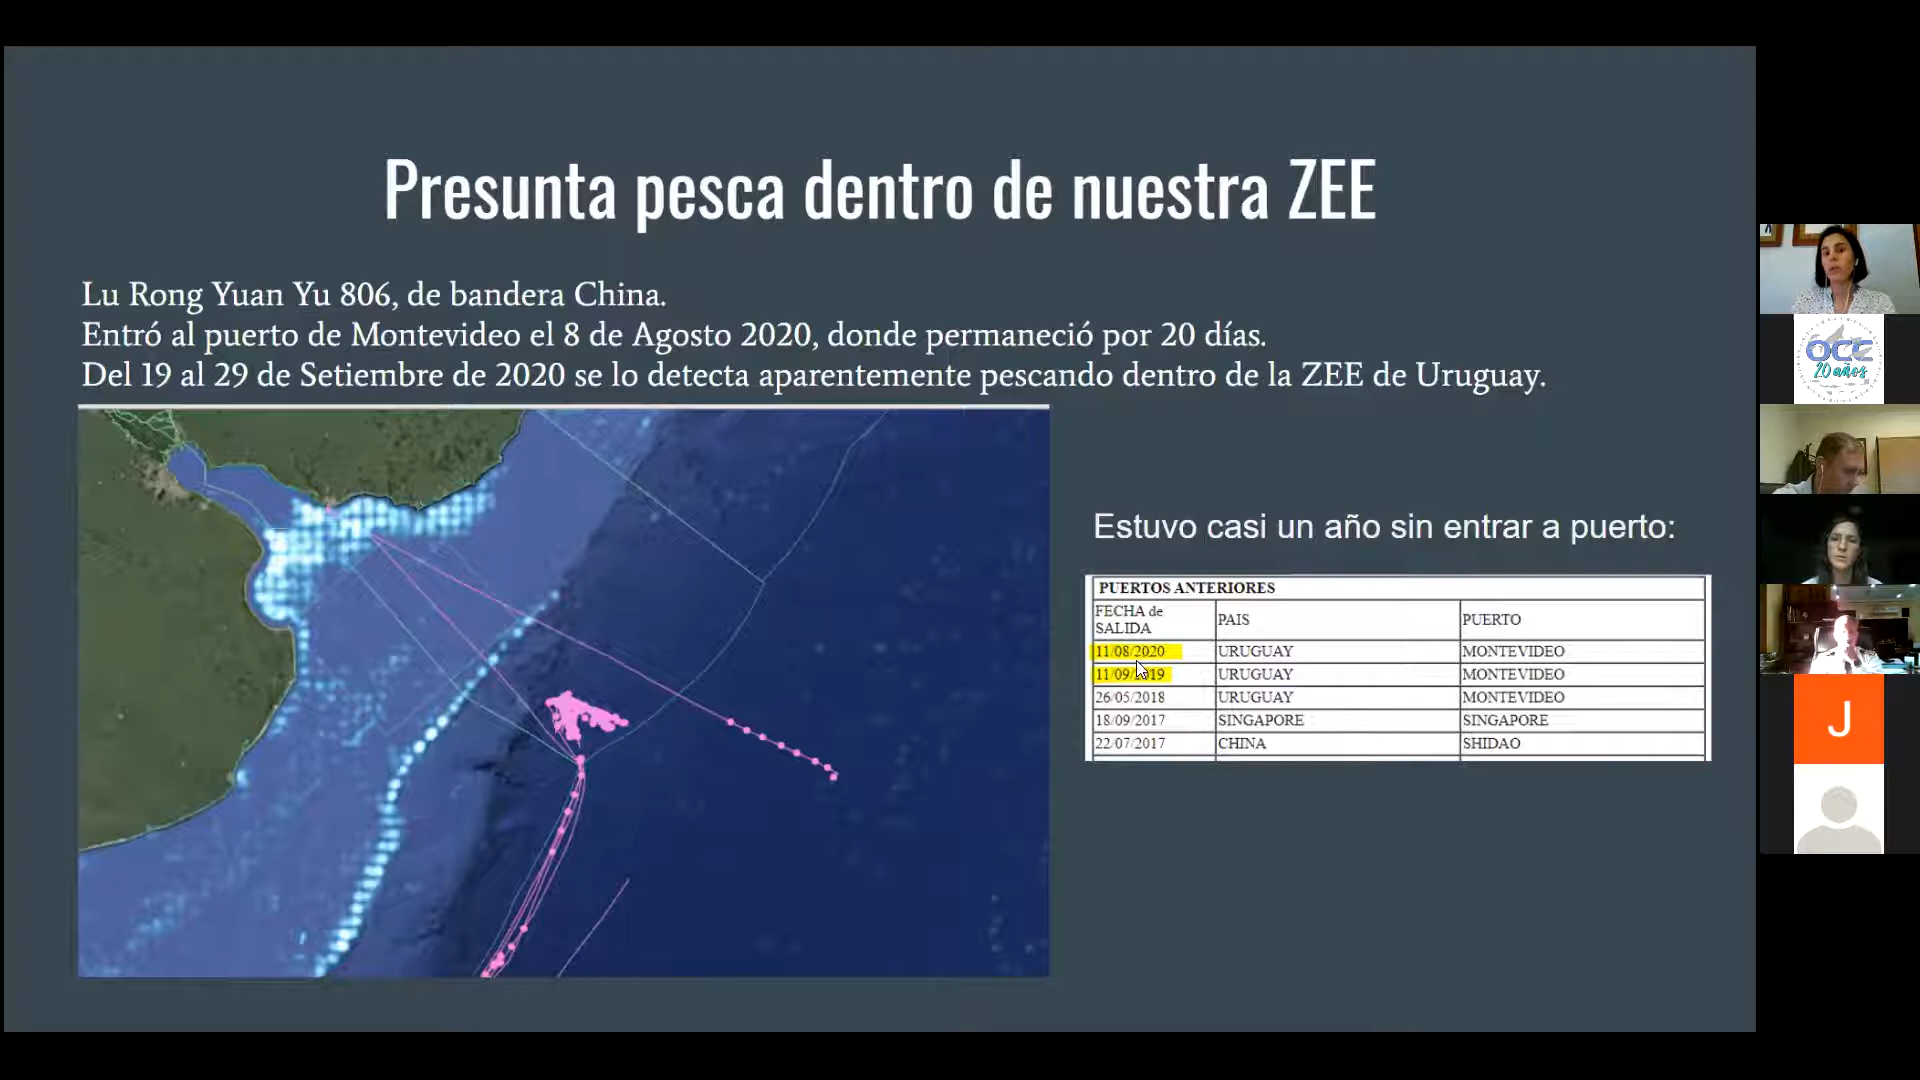 Presunta pesca dentro de nuestra ZEE
Lu Rong Yuan Yu 806, de bandera China.
Entró al puerto de Montevideo el 8 de Agosto 2020, donde permaneció por 20 días.
Del 19 al 29 de Setiembre de 2020 se lo detecta aparentemente pescando dentro de la ZEE de Uruguay.
Estuvo casi un año sin entrar a puerto:
PUERTOS ANTERIORES
FECHA de
SALIDA PAIS PUERTO
11/08/2020 URUGUAY MONTEVIDEO
11/09/2019 URUGUAY MONTEVIDEO
26/05/2018 URUGUAY MONTEVIDEO
18/09/2017 SINGAPORE SINGAPORE
22/07/2017 CHINA SHIDAO
OCC
20 años
J